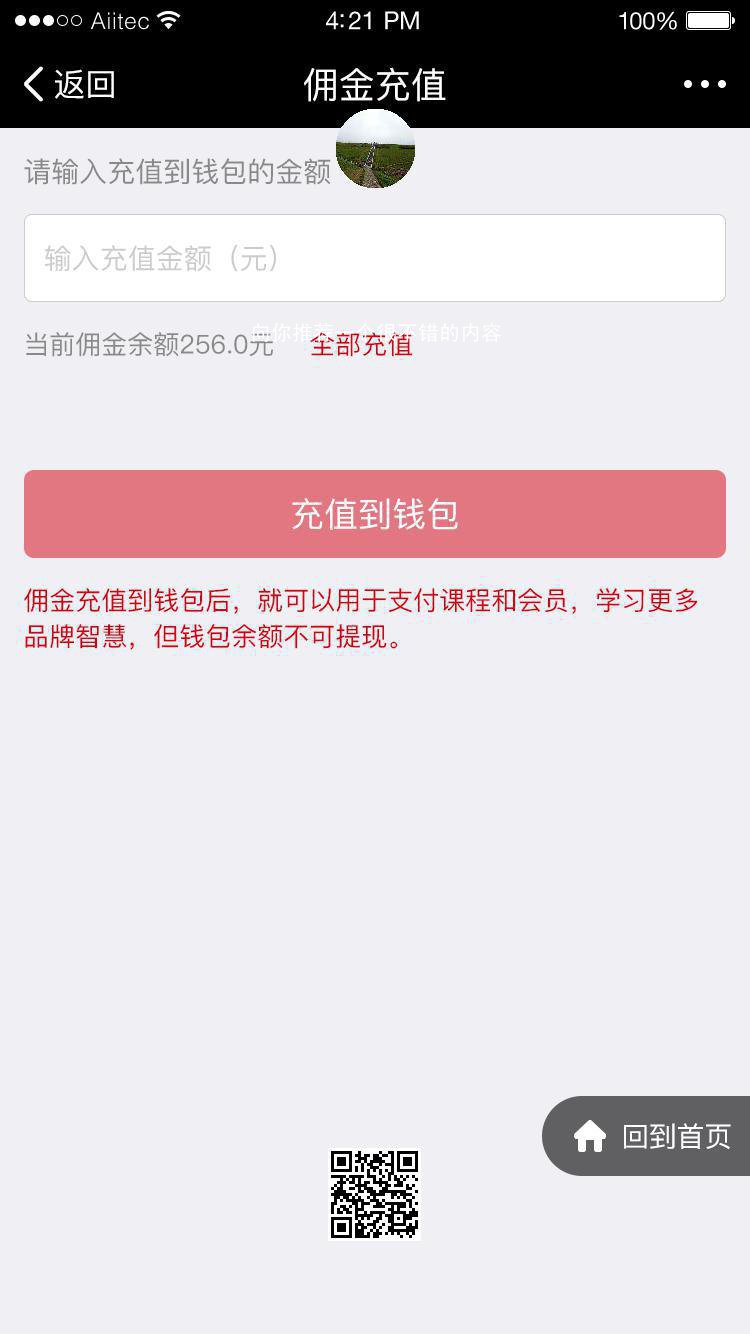 Aiitec 4:21 PM 100%
返回 佣金充值
请输入充值到钱包的金额
输入充值金额（元）
向你推荐一个很不错的内容
当前佣金余额256.0元 全部充值
充值到钱包
佣金充值到钱包后，就可以用于支付课程和会员，学习更多
品牌智慧，但钱包余额不可提现。
回到首页